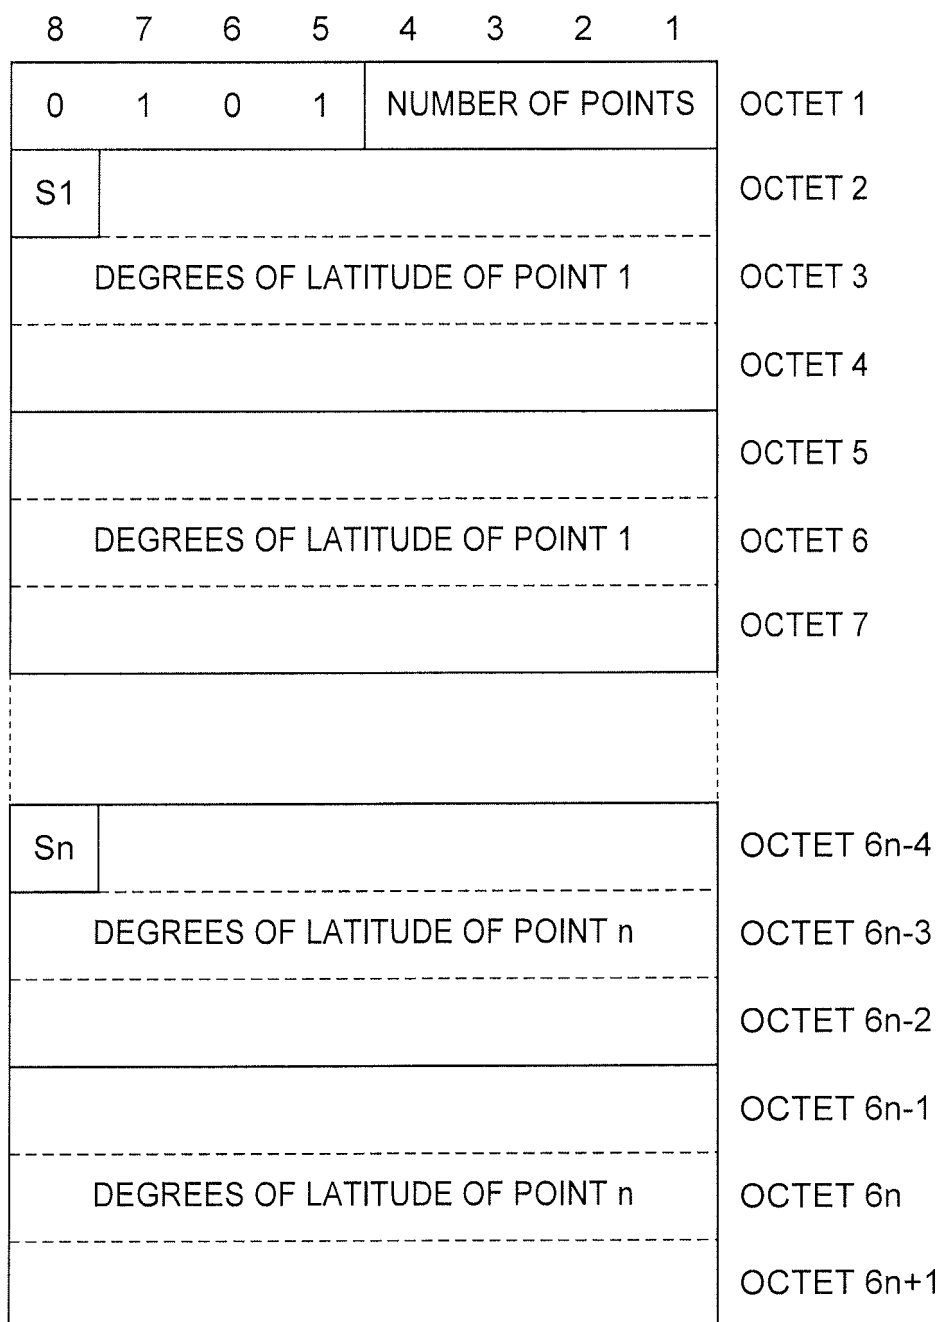 8 7 6 5 4 3 2 1
0 1 0 1 NUMBER OF POINTS OCTET 1
S1 OCTET 2
DEGREES OF LATITUDE OF POINT 1 OCTET 3
OCTET 4
OCTET 5
DEGREES OF LATITUDE OF POINT 1 OCTET 6
OCTET 7
Sn OCTET 6n-4
DEGREES OF LATITUDE OF POINT n OCTET 6n-3
OCTET 6n-2
OCTET 6n-1
DEGREES OF LATITUDE OF POINT n OCTET 6n
OCTET 6n+1